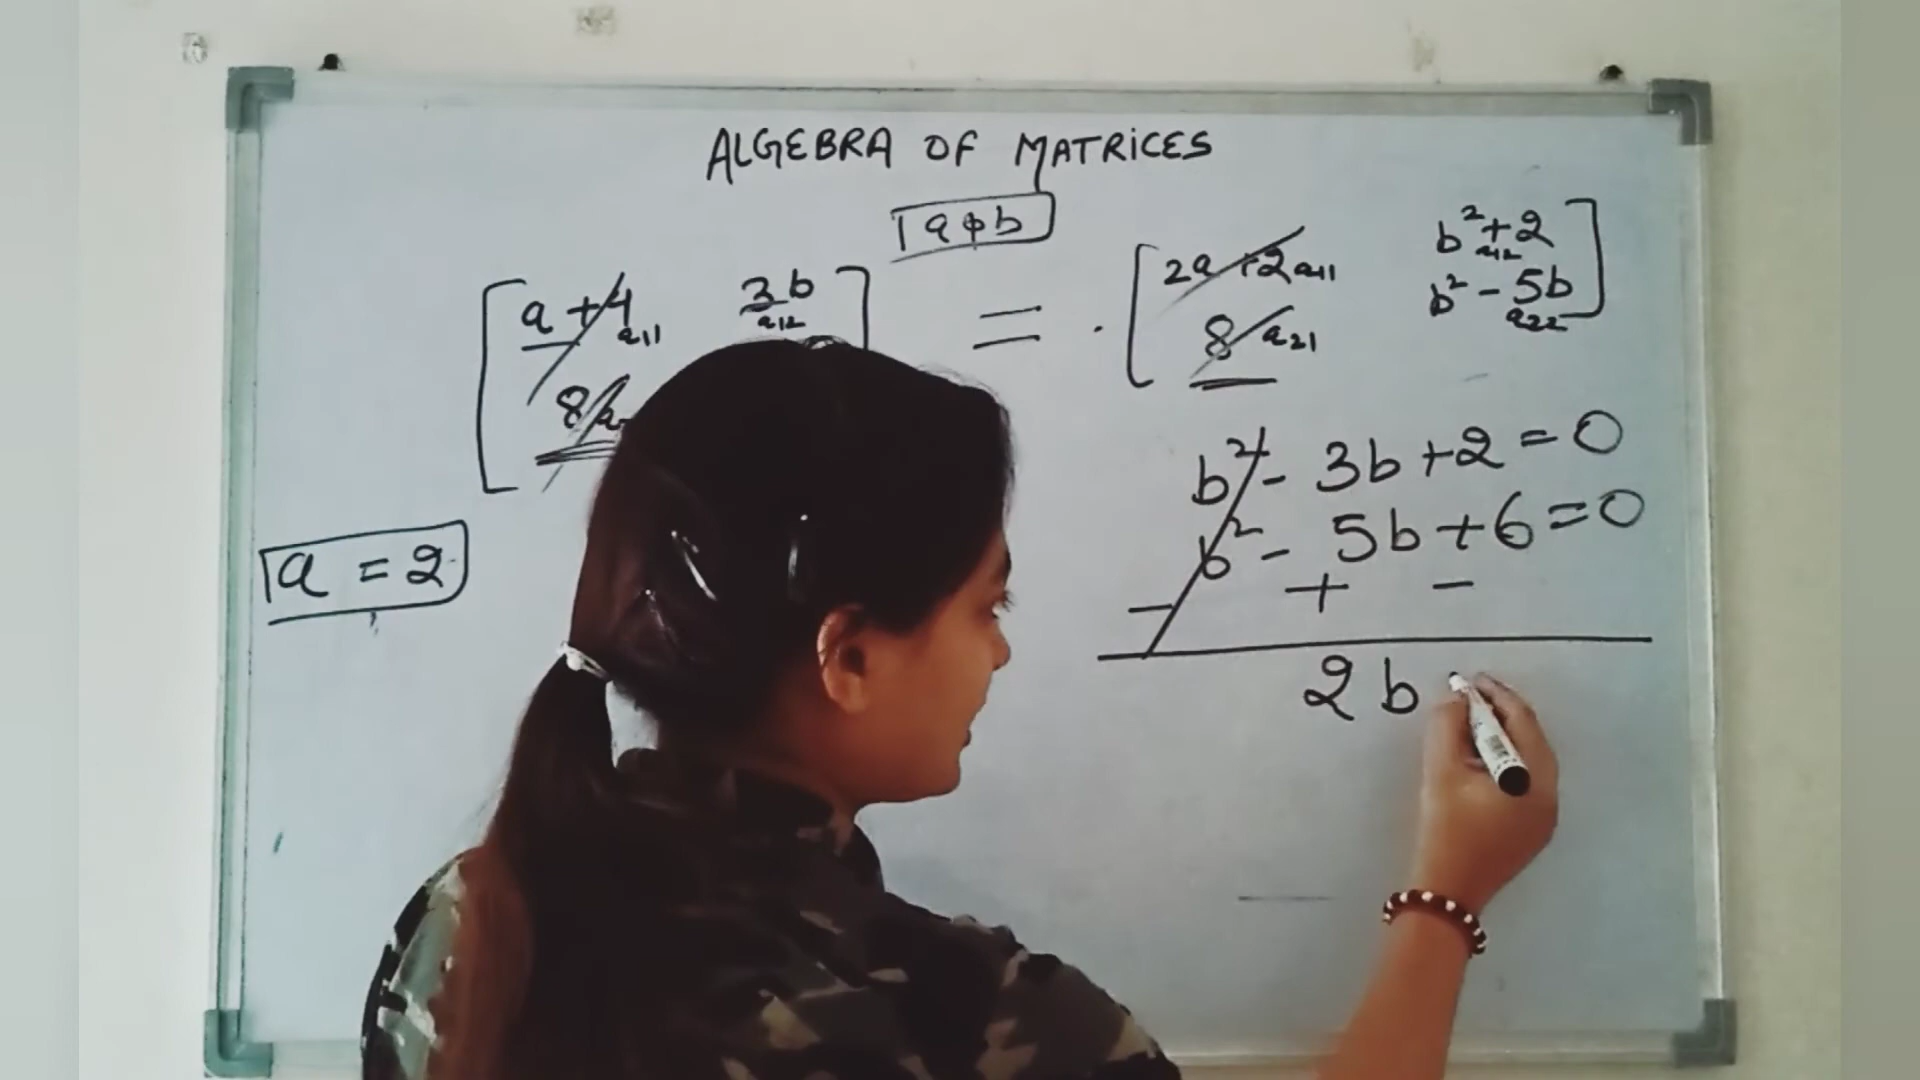 ALGEBRA OF MATRICES
a & b
a + 4 a11 3b a12 = 2a + 2 a11 b² + 2 a12
8 8 a21 b² - 5b a22
b² - 3b + 2 = 0
b² - 5b + 6 = 0
a = 2
- + -
2b